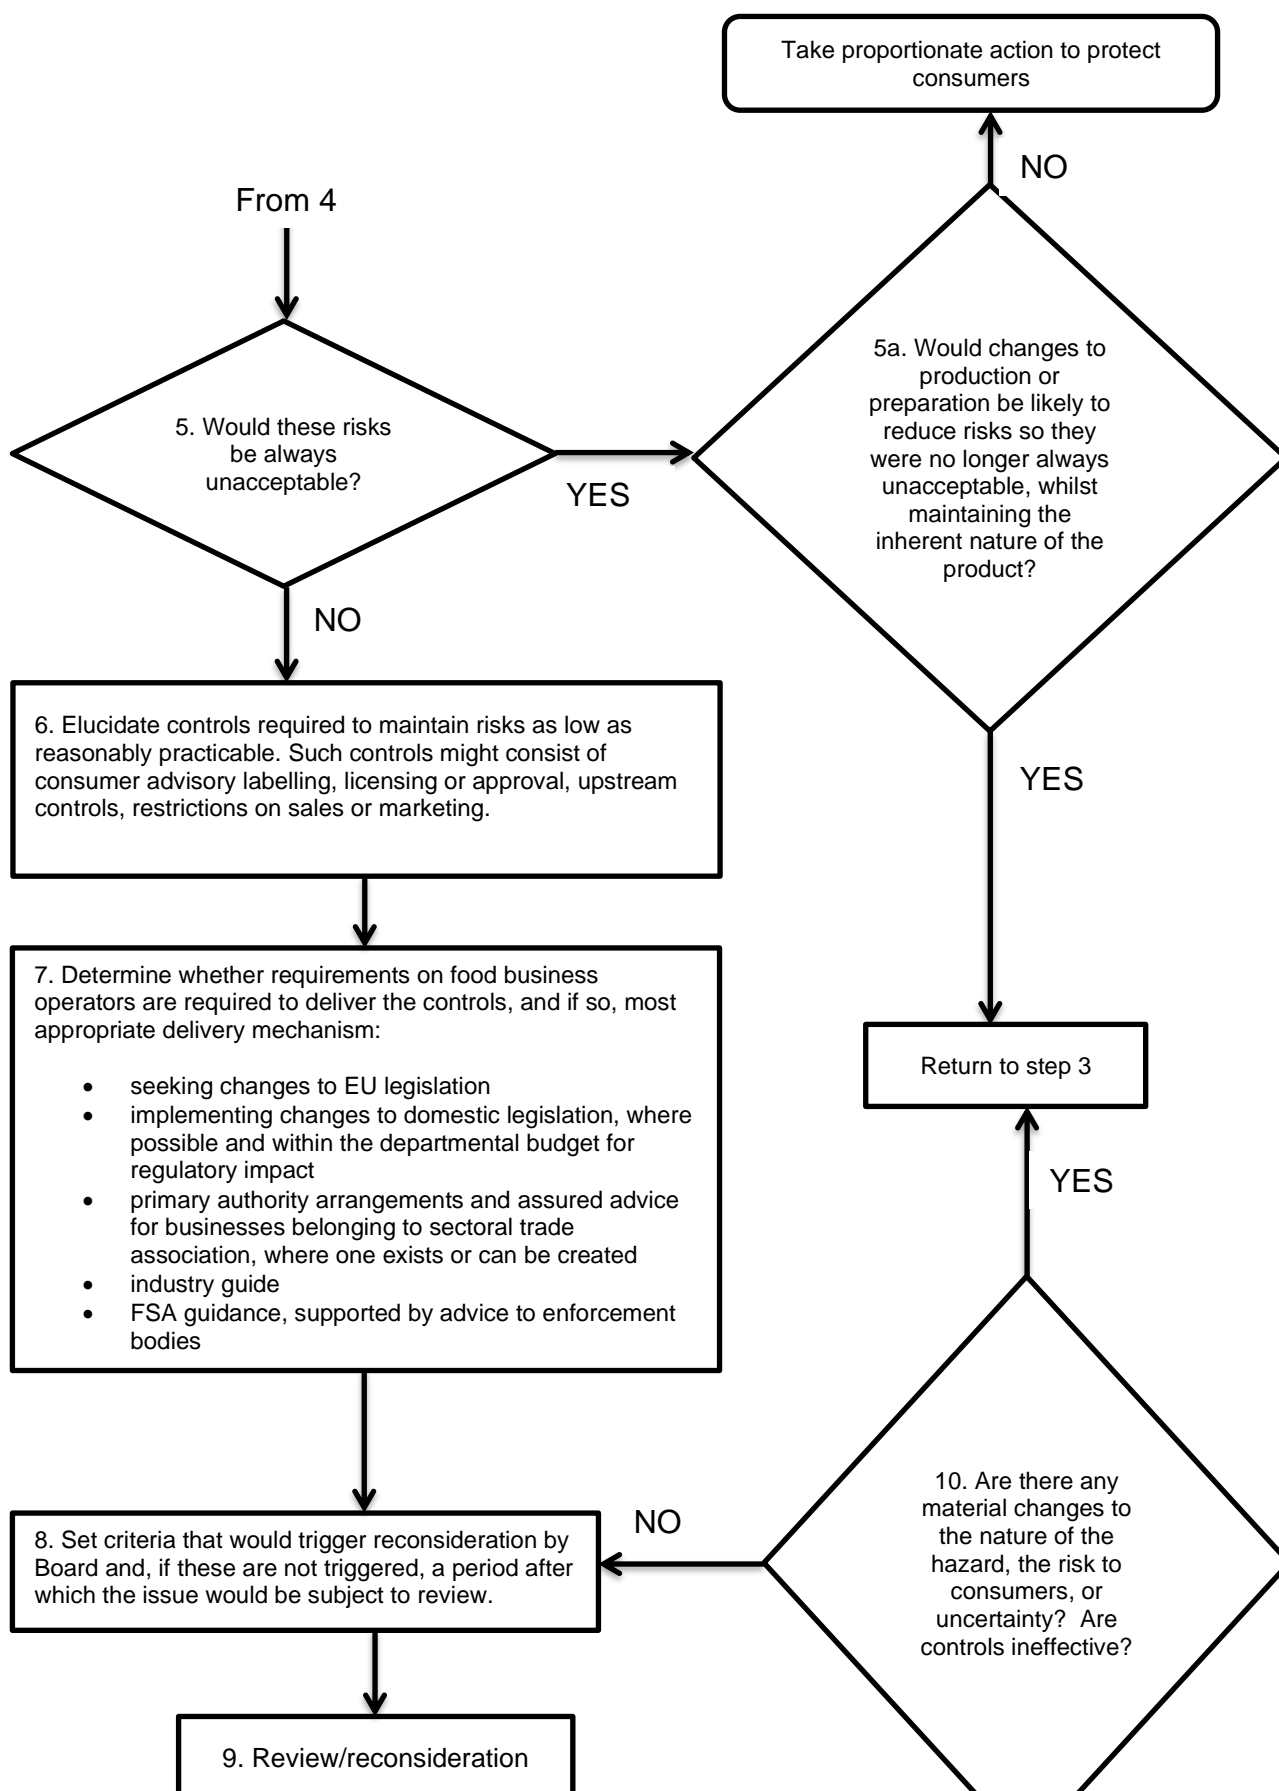 Take proportionate action to protect
consumers
NO
From 4
5a. Would changes to
production or
preparation be likely to
reduce risks so they
were no longer always
unacceptable, whilst
maintaining the
inherent nature of the
product?
5. Would these risks
be always
unacceptable?
YES
NO
6. Elucidate controls required to maintain risks as low as
reasonably practicable. Such controls might consist of
consumer advisory labelling, licensing or approval, upstream
controls, restrictions on sales or marketing.
YES
7. Determine whether requirements on food business
operators are required to deliver the controls, and if so, most
appropriate delivery mechanism:
• seeking changes to EU legislation
• implementing changes to domestic legislation, where
possible and within the departmental budget for
regulatory impact
• primary authority arrangements and assured advice
for businesses belonging to sectoral trade
association, where one exists or can be created
• industry guide
• FSA guidance, supported by advice to enforcement
bodies
Return to step 3
YES
10. Are there any
material changes to
the nature of the
hazard, the risk to
consumers, or
uncertainty?  Are
controls ineffective?
NO
8. Set criteria that would trigger reconsideration by
Board and, if these are not triggered, a period after
which the issue would be subject to review.
9. Review/reconsideration